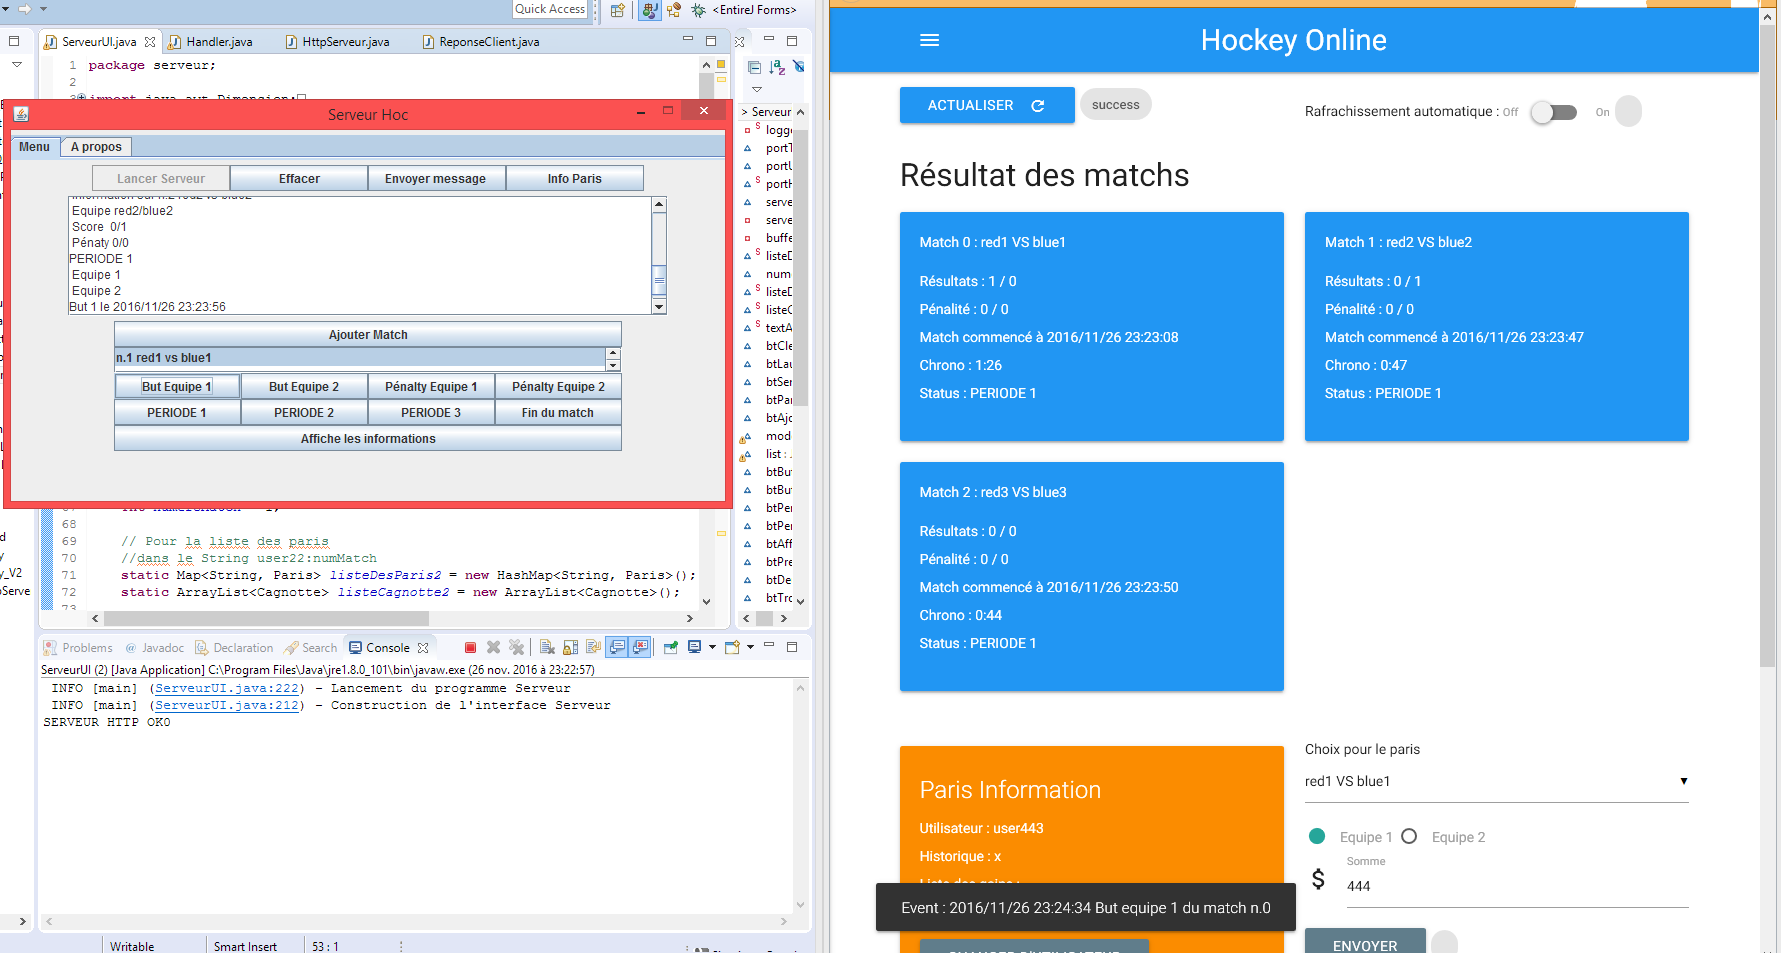 Quick Access
<EntireJ Forms>
ServeurUI.java
Handler.java
HttpServeur.java
ReponseClient.java
1 package serveur;
2
Serveur Hoc
Menu
A propos
Lancer Serveur
Effacer
Envoyer message
Info Paris
Equipe red2/blue2
Score 0/1
Pénaty 0/0
PERIODE 1
Equipe 1
Equipe 2
But 1 le 2016/11/26 23:23:56
Ajouter Match
n.1 red1 vs blue1
But Equipe 1
But Equipe 2
Pénalty Equipe 1
Pénalty Equipe 2
PERIODE 1
PERIODE 2
PERIODE 3
Fin du match
Affiche les informations
68
69 // Pour la liste des paris
70 //dans le String user22:numMatch
71 static Map<String, Paris> listeDesParis2 = new HashMap<String, Paris>();
72 static ArrayList<Cagnotte> listeCagnotte2 = new ArrayList<Cagnotte>();
73
> Serveur
logg
portT
portU
portH
serve
serve
buffe
listeD
num
listeD
listeC
textA
btCle
btLau
btSer
btPar
btAjo
mod
list : .
btBu
btBu
btPer
btPer
btAff
btPre
btDe
btTro
Problems
@ Javadoc
Declaration
Search
Console
ServeurUI (2) [Java Application] C:\Program Files\Java\jre1.8.0_101\bin\javaw.exe (26 nov. 2016 à 23:22:57)
INFO [main] (ServeurUI.java:222) - Lancement du programme Serveur
INFO [main] (ServeurUI.java:212) - Construction de l'interface Serveur
SERVEUR HTTP OK0
Writable
Smart Insert
53 : 1
Hockey Online
ACTUALISER
success
Rafrachissement automatique : Off
On
Résultat des matchs
Match 0 : red1 VS blue1
Résultats : 1 / 0
Pénalité : 0 / 0
Match commencé à 2016/11/26 23:23:08
Chrono : 1:26
Status : PERIODE 1
Match 1 : red2 VS blue2
Résultats : 0 / 1
Pénalité : 0 / 0
Match commencé à 2016/11/26 23:23:47
Chrono : 0:47
Status : PERIODE 1
Match 2 : red3 VS blue3
Résultats : 0 / 0
Pénalité : 0 / 0
Match commencé à 2016/11/26 23:23:50
Chrono : 0:44
Status : PERIODE 1
Paris Information
Utilisateur : user443
Historique : x
Event : 2016/11/26 23:24:34 But equipe 1 du match n.0
Choix pour le paris
red1 VS blue1
Equipe 1
Equipe 2
Somme
$ 444
ENVOYER